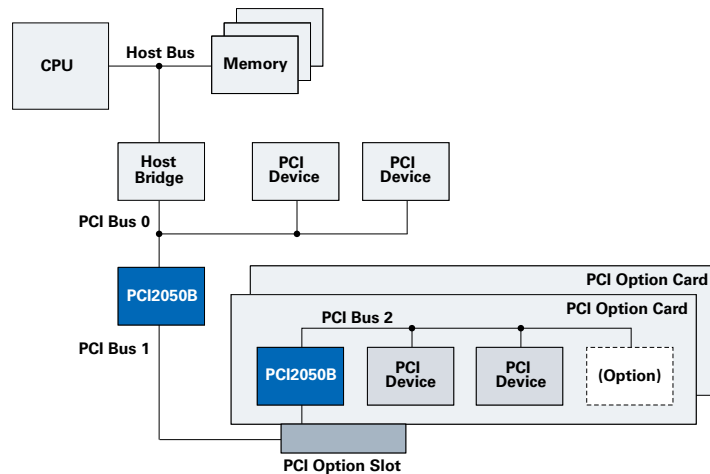 Host Bus
CPU
Memory
Host
Bridge
PCI
Device
PCI
Device
PCI Bus 0
PCI2050B
PCI Option Card
PCI Option Card
PCI Bus 2
PCI Bus 1
PCI2050B
PCI
Device
PCI
Device
(Option)
PCI Option Slot